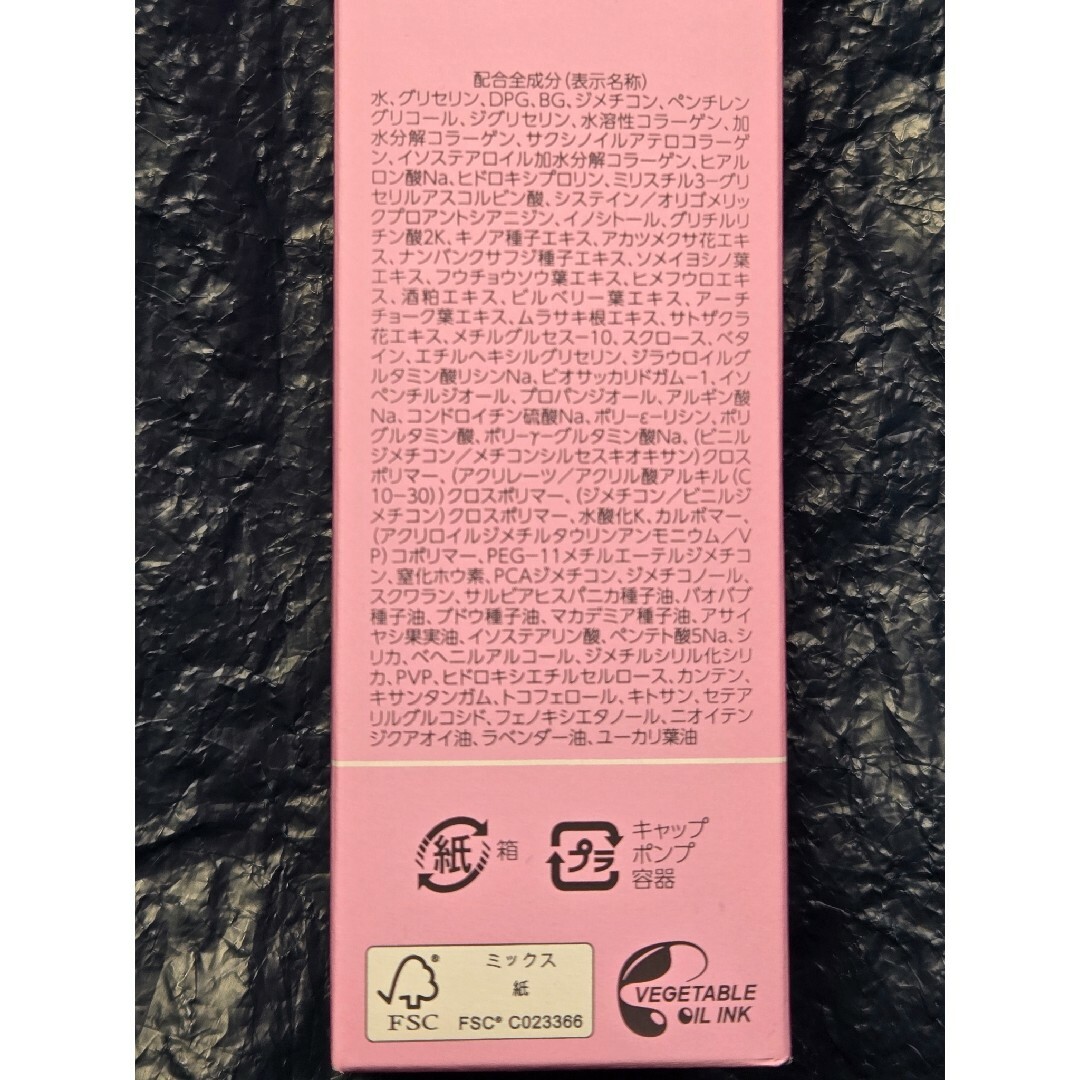 配合全成分(表示名称)
水、グリセリン、DPG、BG、ジメチコン、ペンチレン
グリコール、ジグリセリン、水溶性コラーゲン、加
水分解コラーゲン、サクシノイルアテロコラーゲ
ン、イソステアロイル加水分解コラーゲン、ヒアル
ロン酸Na、ヒドロキシプロリン、ミリスチル3-グリ
セリルアスコルビン酸、システイン/オリゴメリッ
クプロアントシアニジン、イノシトール、グリチルリ
チン酸2K、キノア種子エキス、アカツメクサ花エキ
ス、ナンバンクサフジ種子エキス、ソメイヨシノ葉
エキス、フウチョウソウ葉エキス、ヒメフウロエキ
ス、酒粕エキス、ビルベリー葉エキス、アーチ
チョーク葉エキス、ムラサキ根エキス、サトザクラ
花エキス、メチルグルセス-10、スクロース、ベタ
イン、エチルヘキシルグリセリン、ジラウロイルグ
ルタミン酸リシンNa、ビオサッカリドガム-1、イソ
ペンチルジオール、プロパンジオール、アルギン酸
Na、コンドロイチン硫酸Na、ポリ-ε-リシン、ポリ
グルタミン酸、ポリ-γ-グルタミン酸Na、(ビニル
ジメチコン/メチコンシルセスキオキサン)クロス
ポリマー、(アクリレーツ/アクリル酸アルキル(C
10-30))クロスポリマー、(ジメチコン/ビニルジ
メチコン)クロスポリマー、水酸化K、カルボマー、
(アクリロイルジメチルタウリンアンモニウム/V
P)コポリマー、PEG-11メチルエーテルジメチコ
ン、窒化ホウ素、PCAジメチコン、ジメチコノール、
スクワラン、サルビアヒスパニカ種子油、バオバブ
種子油、ブドウ種子油、マカデミア種子油、アサイ
ヤシ果実油、イソステアリン酸、ペンテト酸5Na、シ
リカ、ベヘニルアルコール、ジメチルシリル化シリ
カ、PVP、ヒドロキシエチルセルロース、カンテン、
キサンタンガム、トコフェロール、キトサン、セテア
リルグルコシド、フェノキシエタノール、ニオイテン
ジクアオイ油、ラベンダー油、ユーカリ葉油
紙 箱
プラ キャップ
ポンプ
容器
FSC®
ミックス
紙
FSC® C023366
VEGETABLE
OIL INK